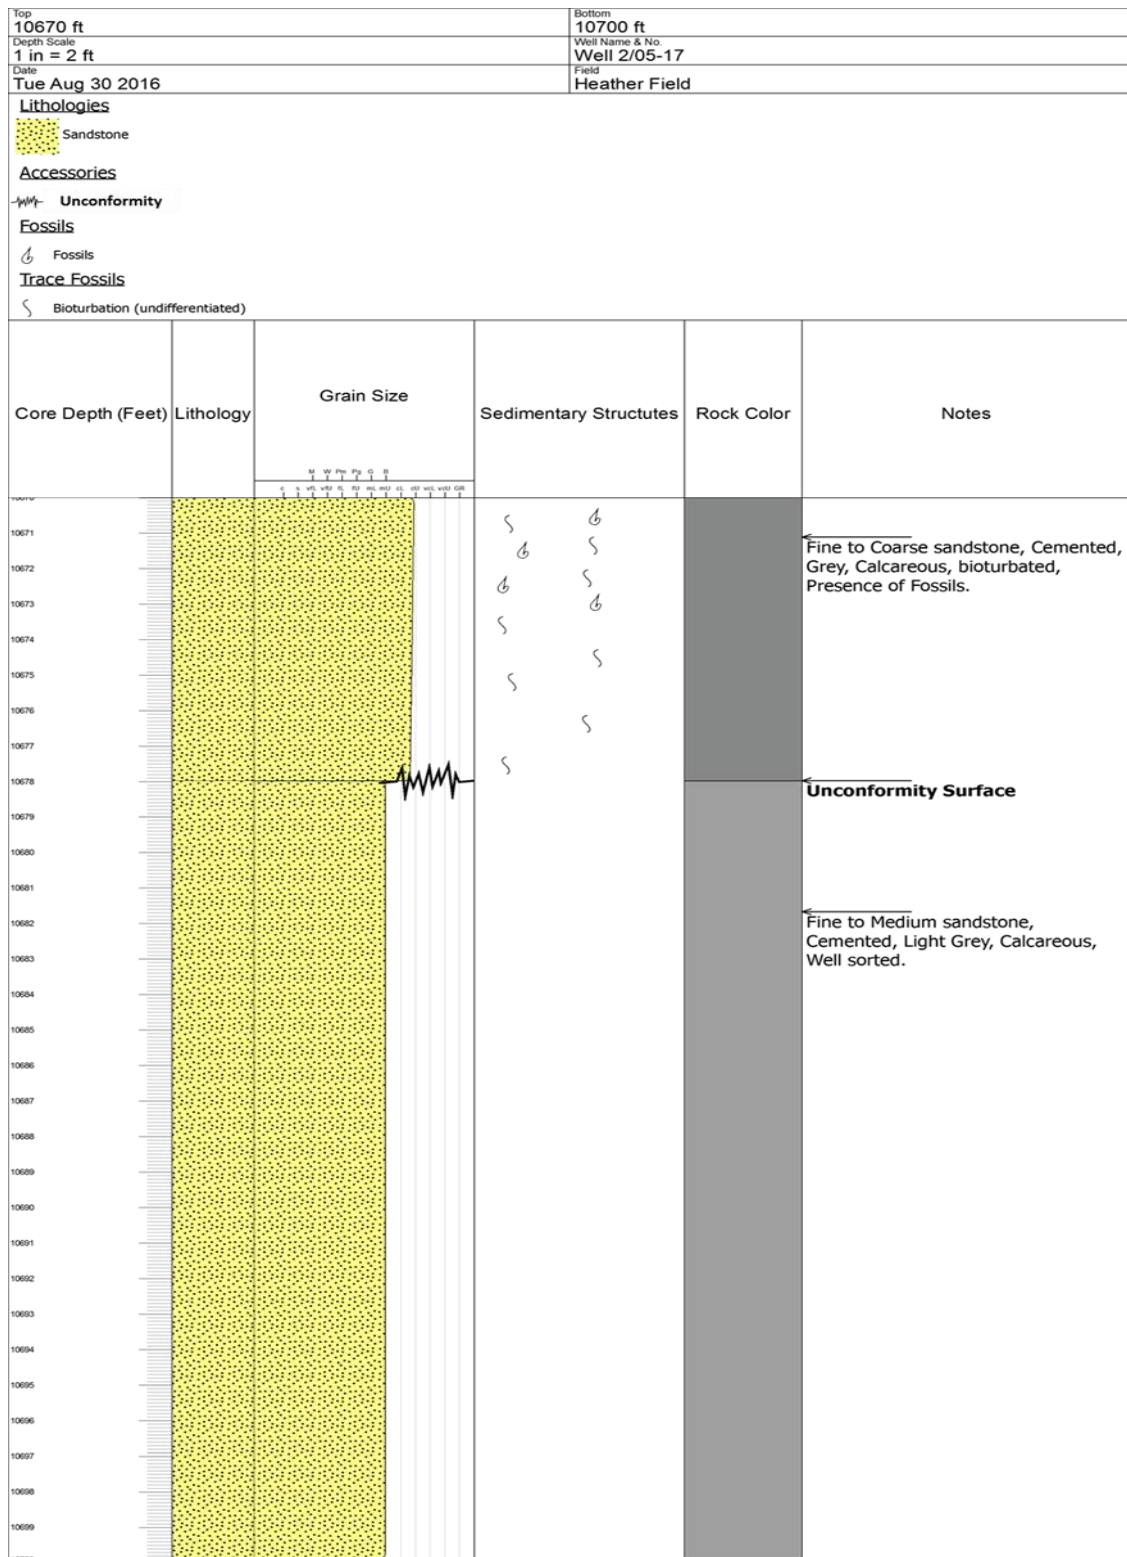 Top
10670 ft
Bottom
10700 ft
Depth Scale
1 in = 2 ft
Well Name & No.
Well 2/05-17
Date
Tue Aug 30 2016
Field
Heather Field
Lithologies
Sandstone
Accessories
Unconformity
Fossils
Fossils
Trace Fossils
Bioturbation (undifferentiated)
Core Depth (Feet)
Lithology
Grain Size
M W Pm Pg G B
c s vfL vfU fL fU mL mU cL cU vcL vcU GR
Sedimentary Structutes
Rock Color
Notes
10671
Fine to Coarse sandstone, Cemented,
Grey, Calcareous, bioturbated,
Presence of Fossils.
10672
10673
10674
10675
10676
10677
10678
Unconformity Surface
10679
10680
10681
10682
Fine to Medium sandstone,
Cemented, Light Grey, Calcareous,
Well sorted.
10683
10684
10685
10686
10687
10688
10689
10690
10691
10692
10693
10694
10695
10696
10697
10698
10699